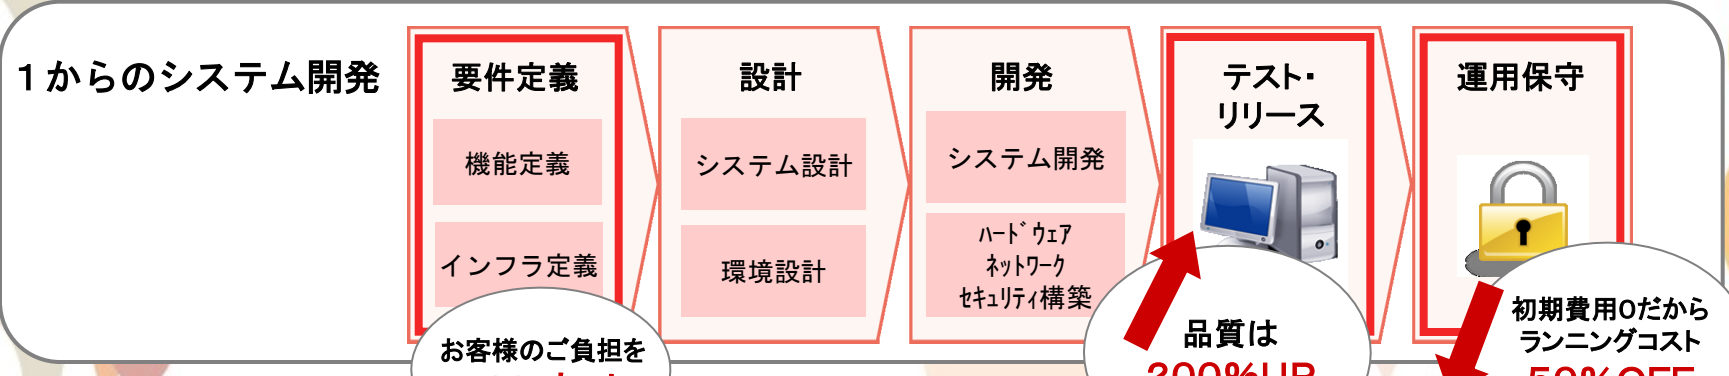 １からのシステム開発
要件定義
機能定義
インフラ定義
お客様のご負担を
設計
システム設計
環境設計
開発
システム開発
ﾊｰﾄﾞｳｪｱ
ﾈｯﾄﾜｰｸ
ｾｷｭﾘﾃｨ構築
テスト・
リリース
品質は
300%UP
運用保守
初期費用0だから
ランニングコスト
50%OFF